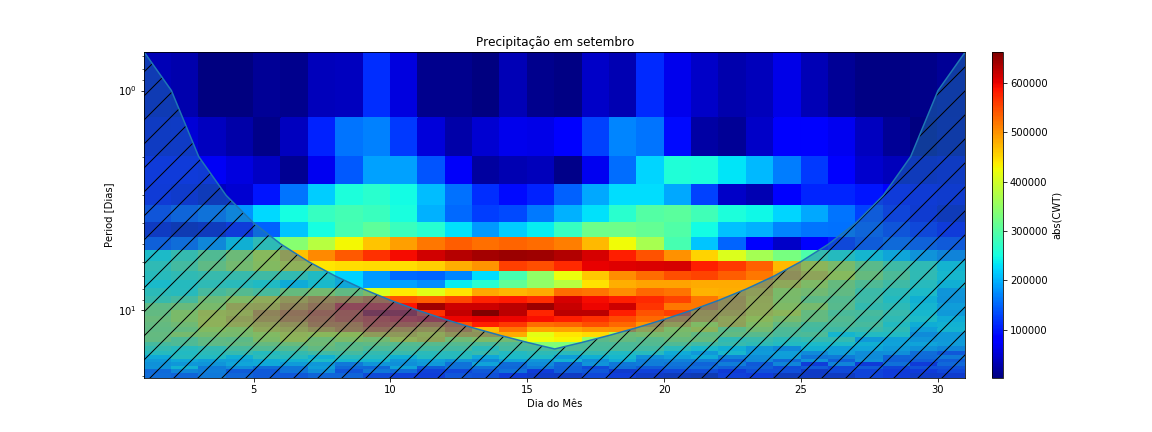 Precipitação em setembro
Period [Dias]
10⁰
10¹
5 10 15 20 25 30
Dia do Mês
600000
500000
400000
300000
200000
100000
abs(CWT)